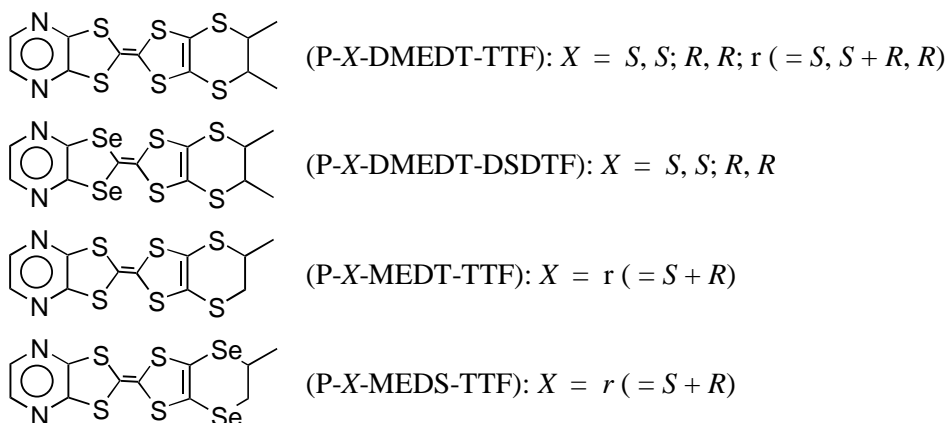 N S S S
(P-X-DMEDT-TTF): X = S, S; R, R; r ( = S, S + R, R)
N S S S
N Se S S
(P-X-DMEDT-DSDTF): X = S, S; R, R
N Se S S
N S S S
(P-X-MEDT-TTF): X = r ( = S + R)
N S S S
N S S Se
(P-X-MEDS-TTF): X = r ( = S + R)
N S S Se